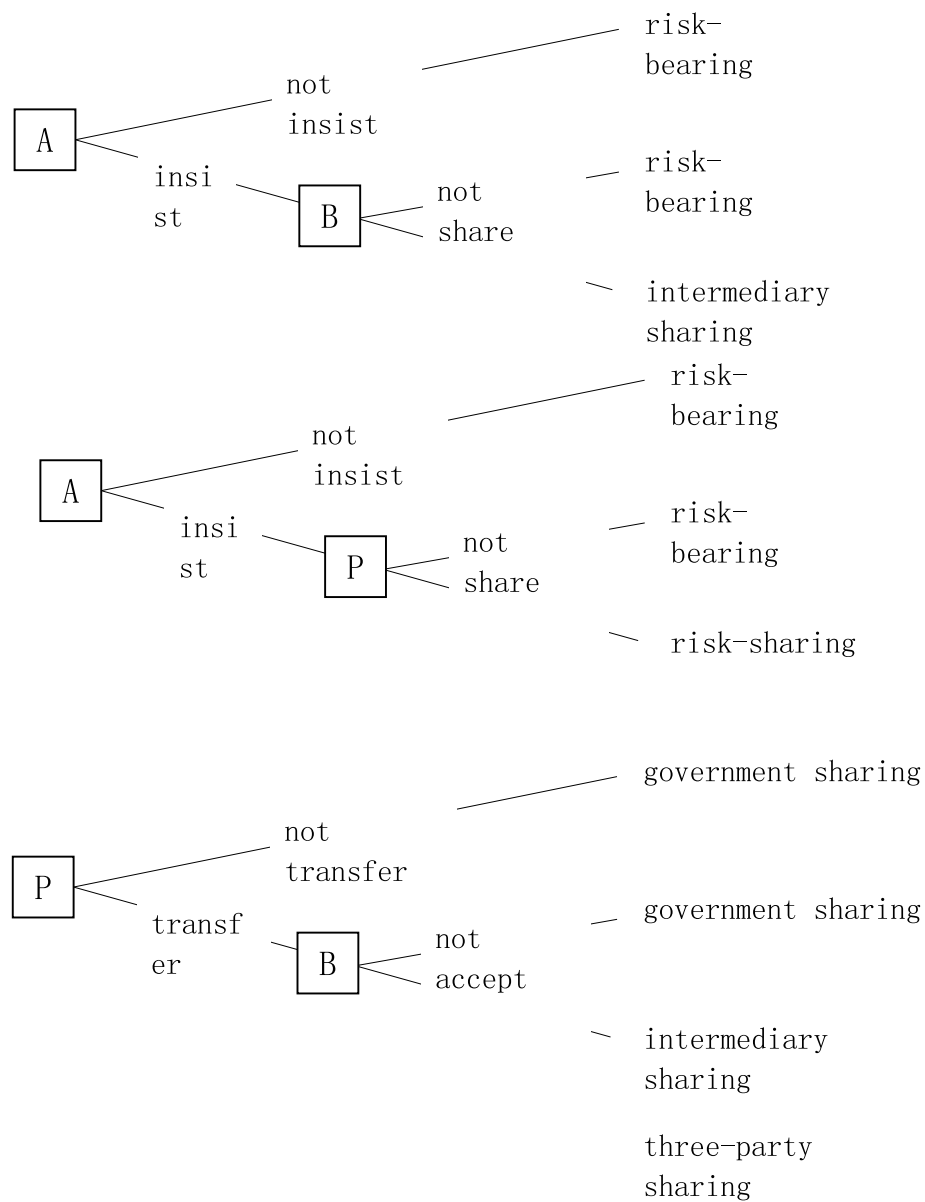 risk-
bearing
not
insist
A
risk-
bearing
insi
st
B
not
share
intermediary
sharing
risk-
bearing
not
insist
A
risk-
bearing
insi
st
P
not
share
risk-sharing
government sharing
not
transfer
P
government sharing
transf
er
B
not
accept
intermediary
sharing
three-party
sharing